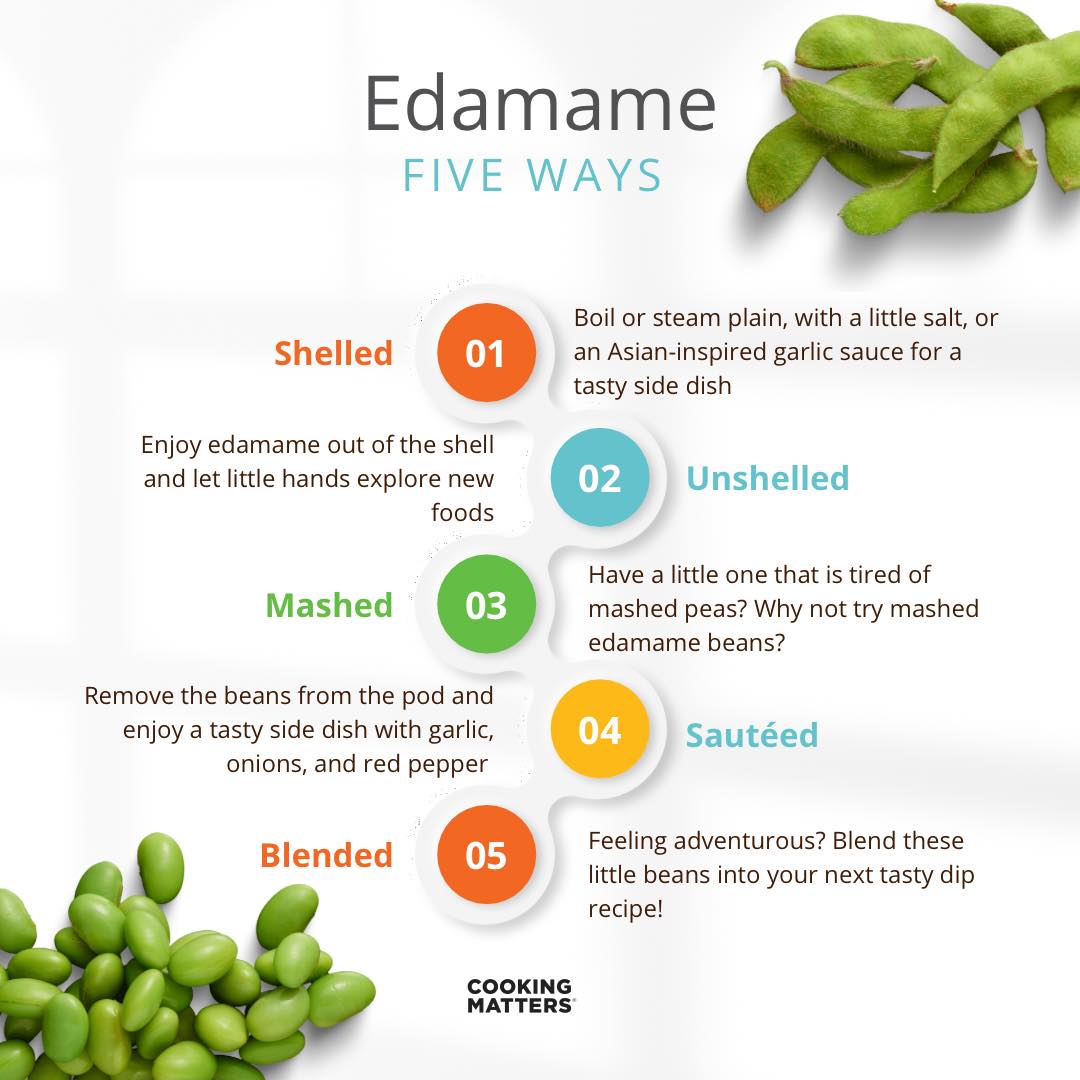 Edamame
FIVE WAYS
Shelled
01
Boil or steam plain, with a little salt, or
an Asian-inspired garlic sauce for a
tasty side dish
Enjoy edamame out of the shell
and let little hands explore new
foods
02
Unshelled
Mashed
03
Have a little one that is tired of
mashed peas? Why not try mashed
edamame beans?
Remove the beans from the pod and
enjoy a tasty side dish with garlic,
onions, and red pepper
04
Sautéed
Blended
05
Feeling adventurous? Blend these
little beans into your next tasty dip
recipe!
COOKING
MATTERS®